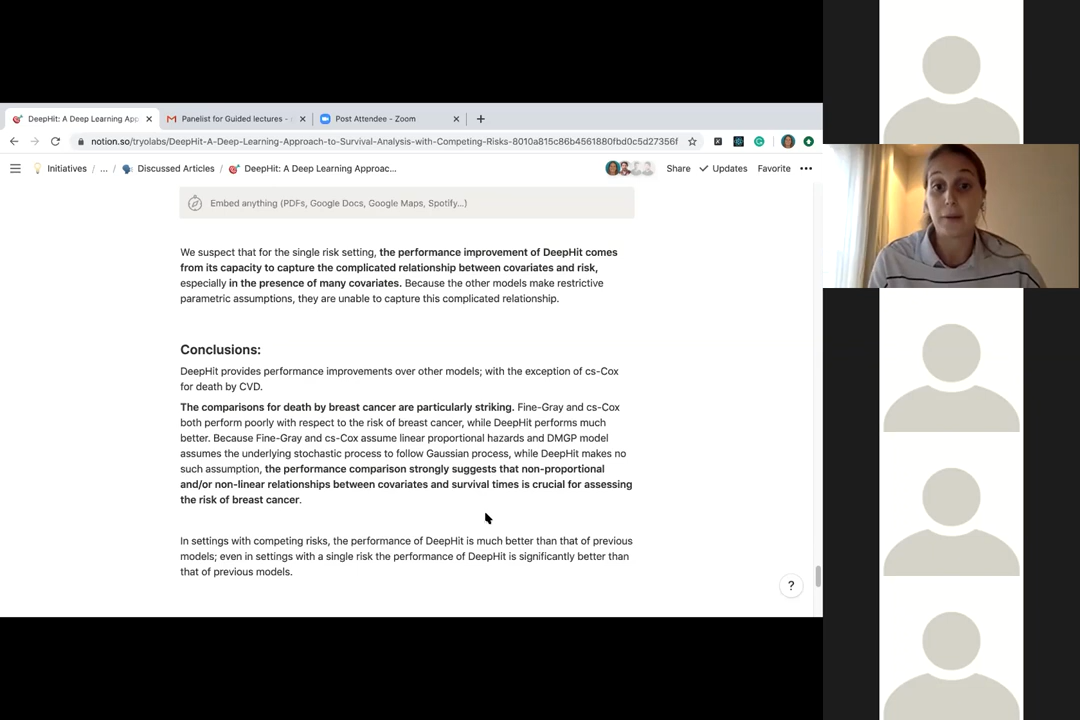 DeepHit: A Deep Learning App
Panelist for Guided lectures -
Post Attendee - Zoom
notion.so/tryolabs/DeepHit-A-Deep-Learning-Approach-to-Survival-Analysis-with-Competing-Risks-8010a815c86b4561880fbd0c5d27356f
Initiatives / ... / Discussed Articles / DeepHit: A Deep Learning Approac...
Share Updates Favorite
Embed anything (PDFs, Google Docs, Google Maps, Spotify...)
We suspect that for the single risk setting, the performance improvement of DeepHit comes
from its capacity to capture the complicated relationship between covariates and risk,
especially in the presence of many covariates. Because the other models make restrictive
parametric assumptions, they are unable to capture this complicated relationship.
Conclusions:
DeepHit provides performance improvements over other models; with the exception of cs-Cox
for death by CVD.
The comparisons for death by breast cancer are particularly striking. Fine-Gray and cs-Cox
both perform poorly with respect to the risk of breast cancer, while DeepHit performs much
better. Because Fine-Gray and cs-Cox assume linear proportional hazards and DMGP model
assumes the underlying stochastic process to follow Gaussian process, while DeepHit makes no
such assumption, the performance comparison strongly suggests that non-proportional
and/or non-linear relationships between covariates and survival times is crucial for assessing
the risk of breast cancer.
In settings with competing risks, the performance of DeepHit is much better than that of previous
models; even in settings with a single risk the performance of DeepHit is significantly better than
that of previous models.
?